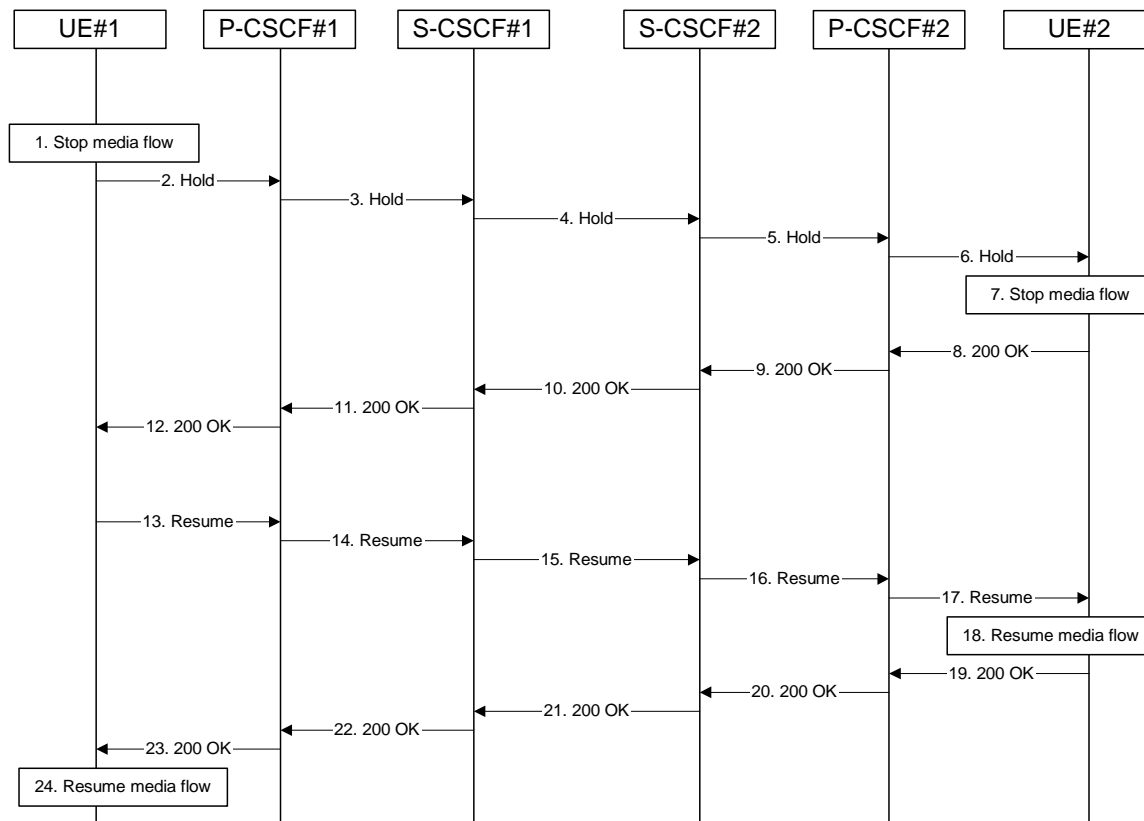 UE#1
P-CSCF#1
S-CSCF#1
S-CSCF#2
P-CSCF#2
UE#2
1. Stop media flow
2. Hold
3. Hold
4. Hold
5. Hold
6. Hold
7. Stop media flow
8. 200 OK
9. 200 OK
10. 200 OK
11. 200 OK
12. 200 OK
13. Resume
14. Resume
15. Resume
16. Resume
17. Resume
18. Resume media flow
19. 200 OK
20. 200 OK
21. 200 OK
22. 200 OK
23. 200 OK
24. Resume media flow